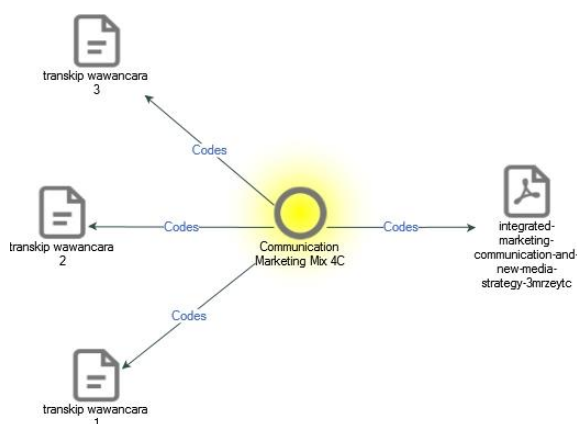 transkip wawancara
3
Codes
transkip wawancara
2
Codes
Codes
Communication
Marketing Mix 4C
integrated-
marketing-
communication-and-
new-media-
strategy-3mrzeytc
Codes
transkip wawancara
1